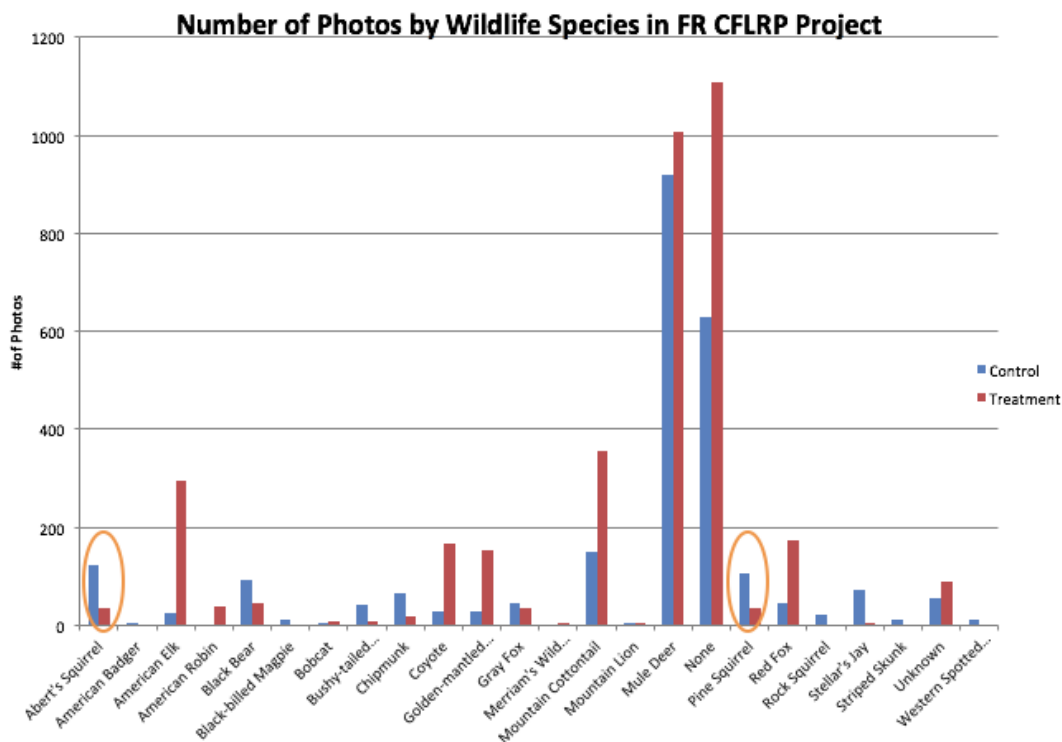 Number of Photos by Wildlife Species in FR CFLRP Project
1200
1000
800
600
400
200
0
#of Photos
Control
Treatment
Abert's Squirrel
American Badger
American Elk
American Robin
Black Bear
Black-billed Magpie
Bobcat
Bushy-tailed...
Chipmunk
Coyote
Golden-mantled...
Gray Fox
Merriam's Wild...
Mountain Cottontail
Mountain Lion
Mule Deer
None
Pine Squirrel
Red Fox
Rock Squirrel
Stellar's Jay
Striped Skunk
Unknown
Western Spotted...